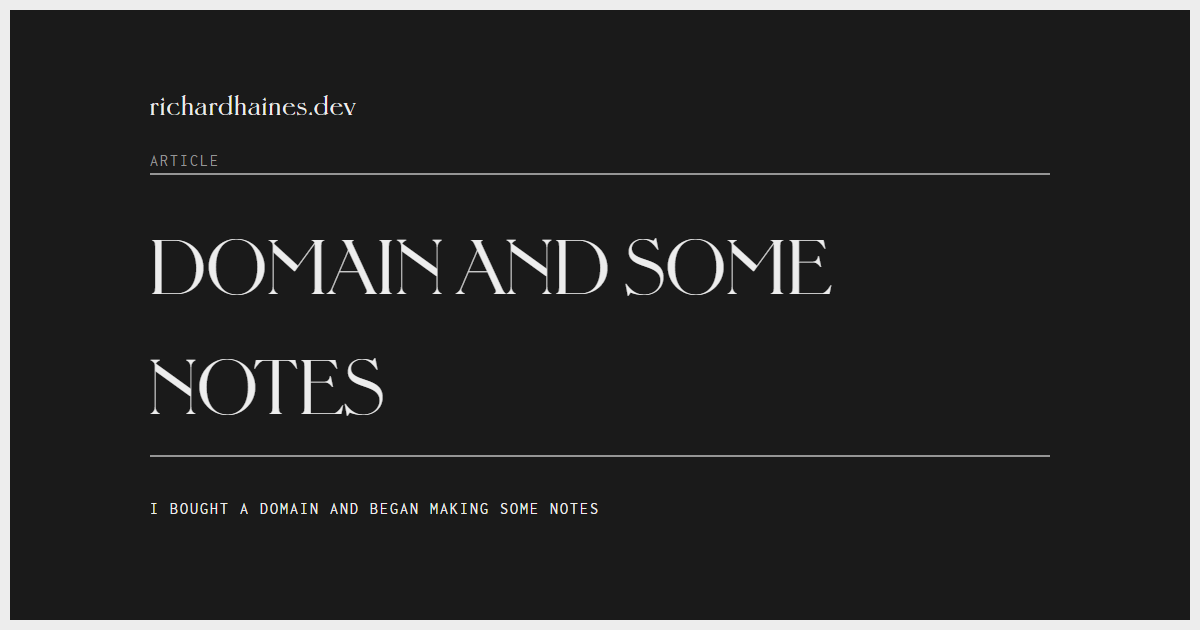 richardhaines.dev
ARTICLE
DOMAIN AND SOME
NOTES
I BOUGHT A DOMAIN AND BEGAN MAKING SOME NOTES